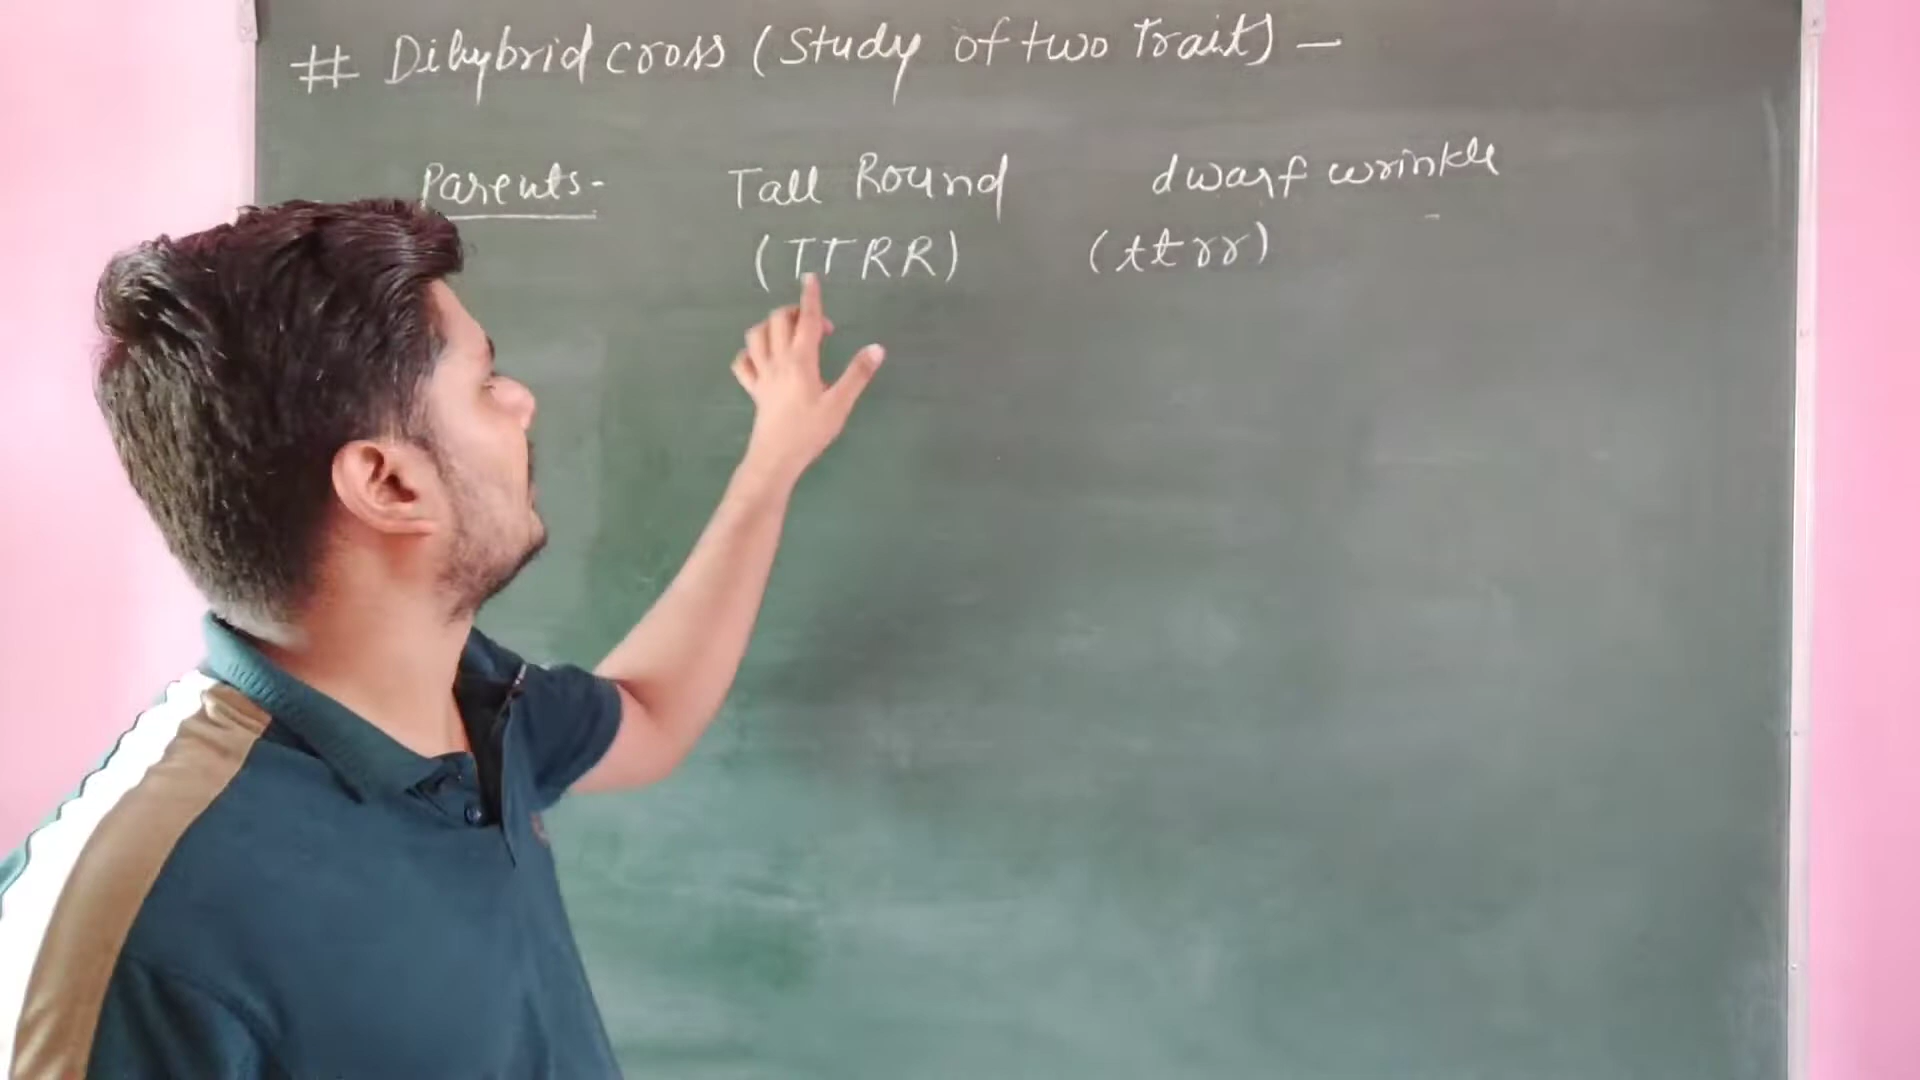 # Dihybrid cross (Study of two Trait) -
Parents- Tall Round dwarf wrinkle
(TTRR) (ttrr)